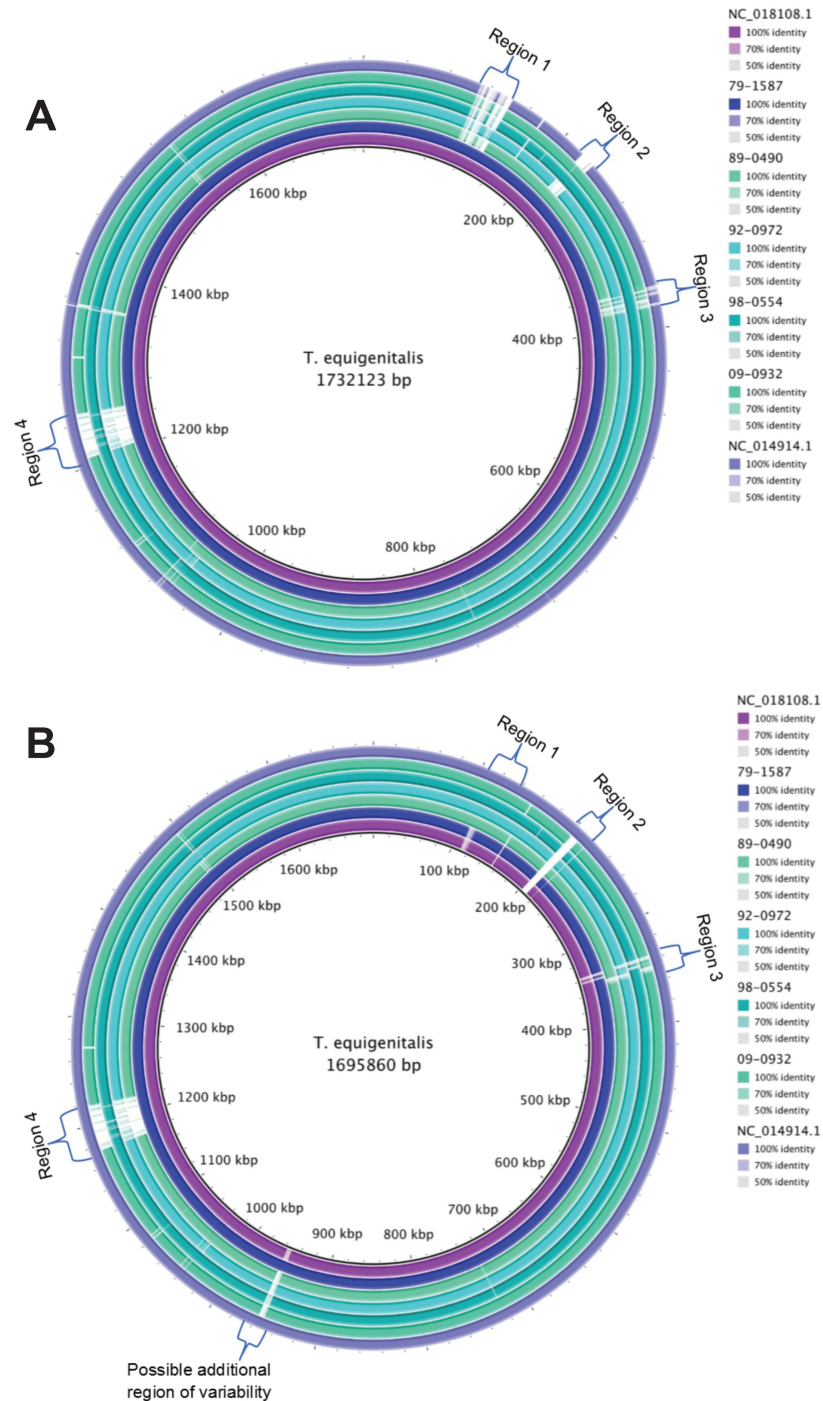 A
Region 1
Region 2
Region 3
Region 4
200 kbp
400 kbp
600 kbp
800 kbp
1000 kbp
1200 kbp
1400 kbp
1600 kbp
T. equigenitalis
1732123 bp
NC_018108.1
100% identity
70% identity
50% identity
79-1587
100% identity
70% identity
50% identity
89-0490
100% identity
70% identity
50% identity
92-0972
100% identity
70% identity
50% identity
98-0554
100% identity
70% identity
50% identity
09-0932
100% identity
70% identity
50% identity
NC_014914.1
100% identity
70% identity
50% identity
B
Region 1
Region 2
Region 3
Region 4
100 kbp
200 kbp
300 kbp
400 kbp
500 kbp
600 kbp
700 kbp
800 kbp
900 kbp
1000 kbp
1100 kbp
1200 kbp
1300 kbp
1400 kbp
1500 kbp
1600 kbp
T. equigenitalis
1695860 bp
Possible additional
region of variability
NC_018108.1
100% identity
70% identity
50% identity
79-1587
100% identity
70% identity
50% identity
89-0490
100% identity
70% identity
50% identity
92-0972
100% identity
70% identity
50% identity
98-0554
100% identity
70% identity
50% identity
09-0932
100% identity
70% identity
50% identity
NC_014914.1
100% identity
70% identity
50% identity